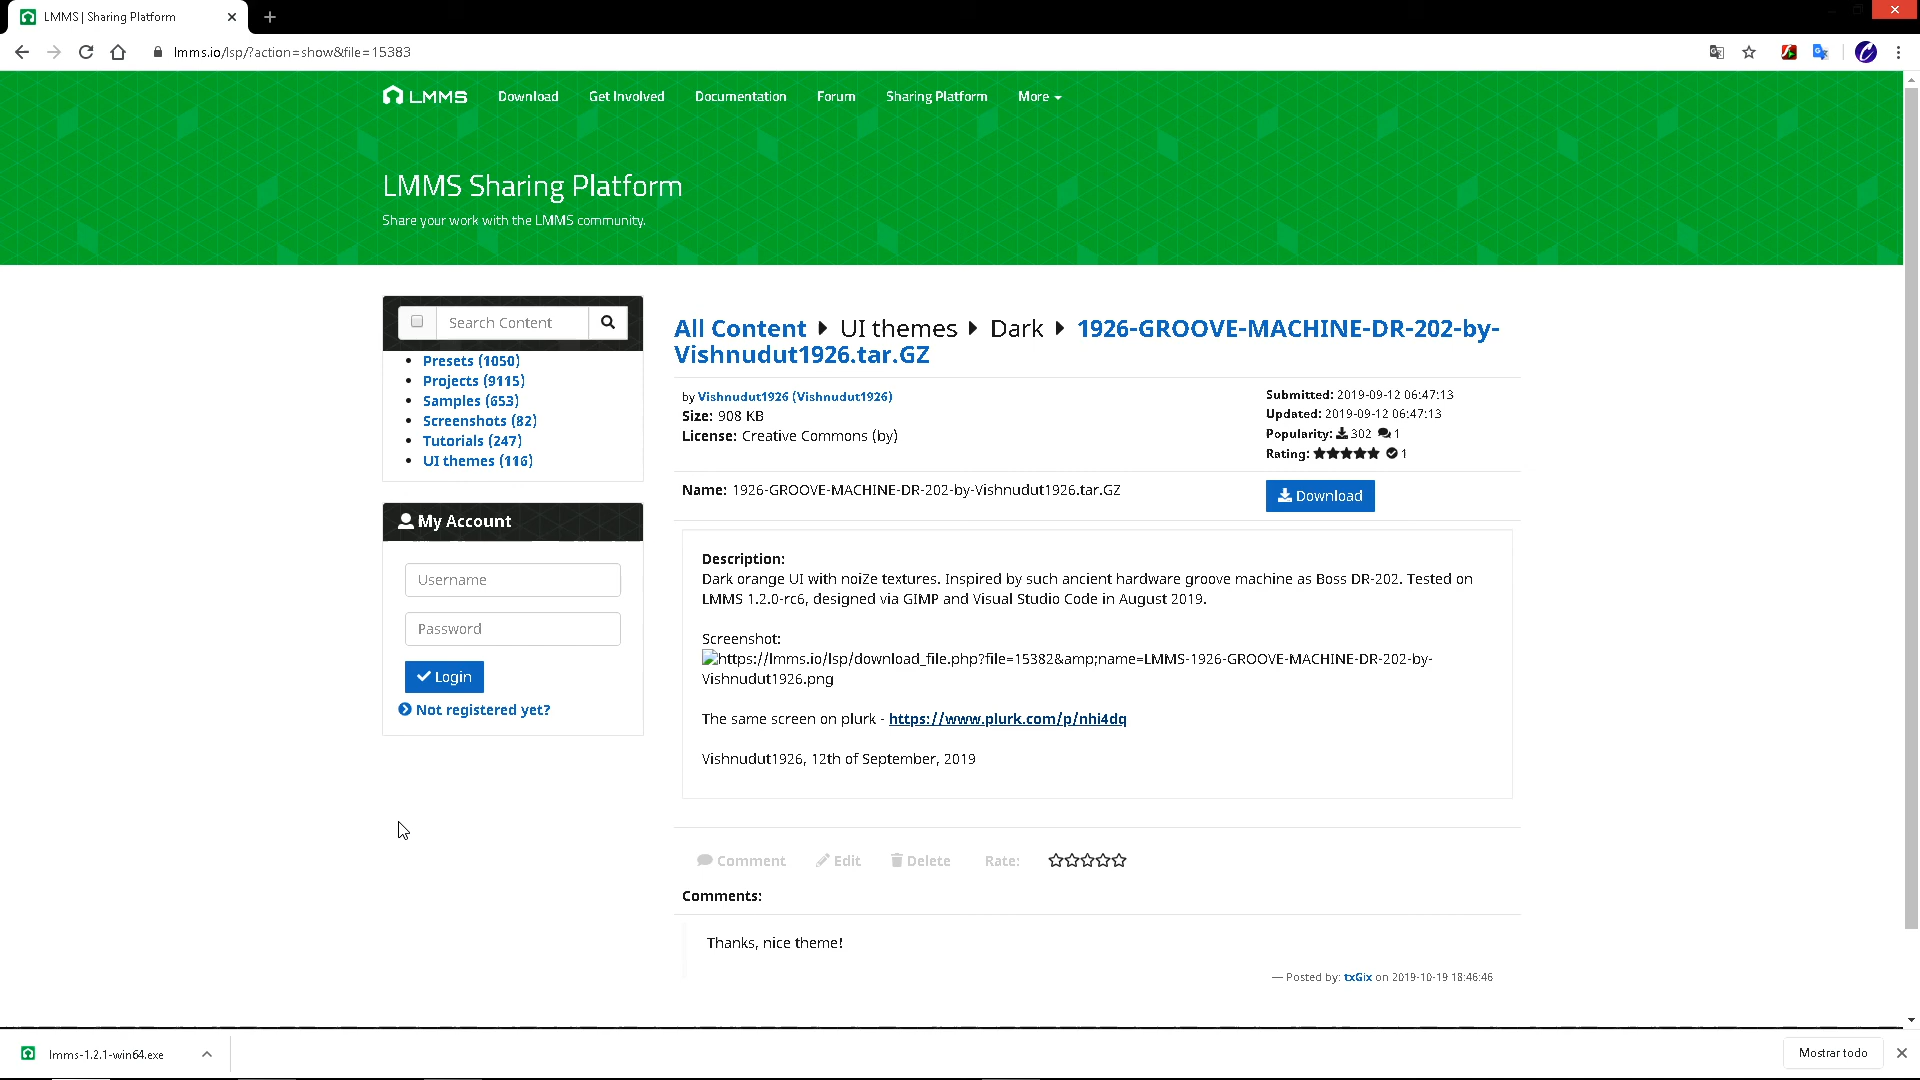 LMMS | Sharing Platform
lmms.io/lsp/?action=show&file=15383
LMMS
Download
Get Involved
Documentation
Forum
Sharing Platform
More
LMMS Sharing Platform
Share your work with the LMMS community.
Search Content
Presets (1050)
Projects (9115)
Samples (653)
Screenshots (82)
Tutorials (247)
UI themes (116)
My Account
Username
Password
Login
Not registered yet?
All Content UI themes Dark 1926-GROOVE-MACHINE-DR-202-by-
Vishnudut1926.tar.GZ
by Vishnudut1926 (Vishnudut1926)
Size: 908 KB
License: Creative Commons (by)
Submitted: 2019-09-12 06:47:13
Updated: 2019-09-12 06:47:13
Popularity: 302 1
Rating: 1
Name: 1926-GROOVE-MACHINE-DR-202-by-Vishnudut1926.tar.GZ
Download
Description:
Dark orange UI with noiZe textures. Inspired by such ancient hardware groove machine as Boss DR-202. Tested on
LMMS 1.2.0-rc6, designed via GIMP and Visual Studio Code in August 2019.
Screenshot:
https://lmms.io/lsp/download_file.php?file=15382&amp;name=LMMS-1926-GROOVE-MACHINE-DR-202-by-
Vishnudut1926.png
The same screen on plurk - https://www.plurk.com/p/nhi4dq
Vishnudut1926, 12th of September, 2019
Comment
Edit
Delete
Rate:
Comments:
Thanks, nice theme!
— Posted by: txGix on 2019-10-19 18:46:46
lmms-1.2.1-win64.exe
Mostrar todo